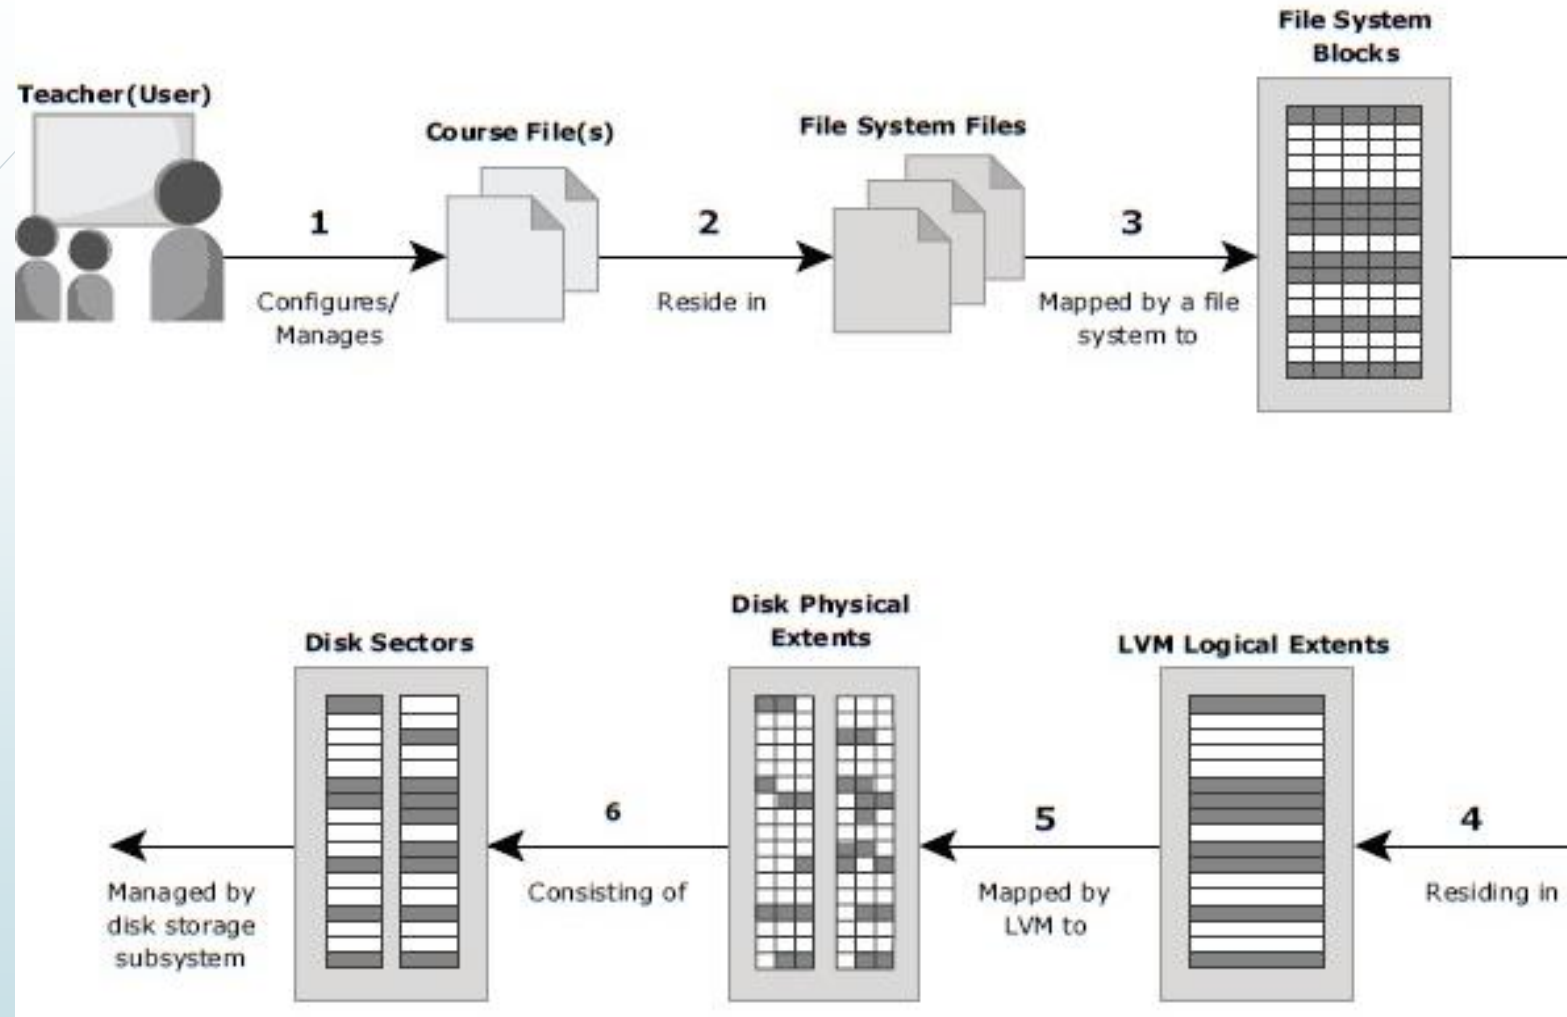 Teacher(User)
1
Configures/
Manages
Course File(s)
2
Reside in
File System Files
3
Mapped by a file
system to
File System
Blocks
4
Residing in
LVM Logical Extents
5
Mapped by
LVM to
Disk Physical
Extents
6
Consisting of
Disk Sectors
Managed by
disk storage
subsystem